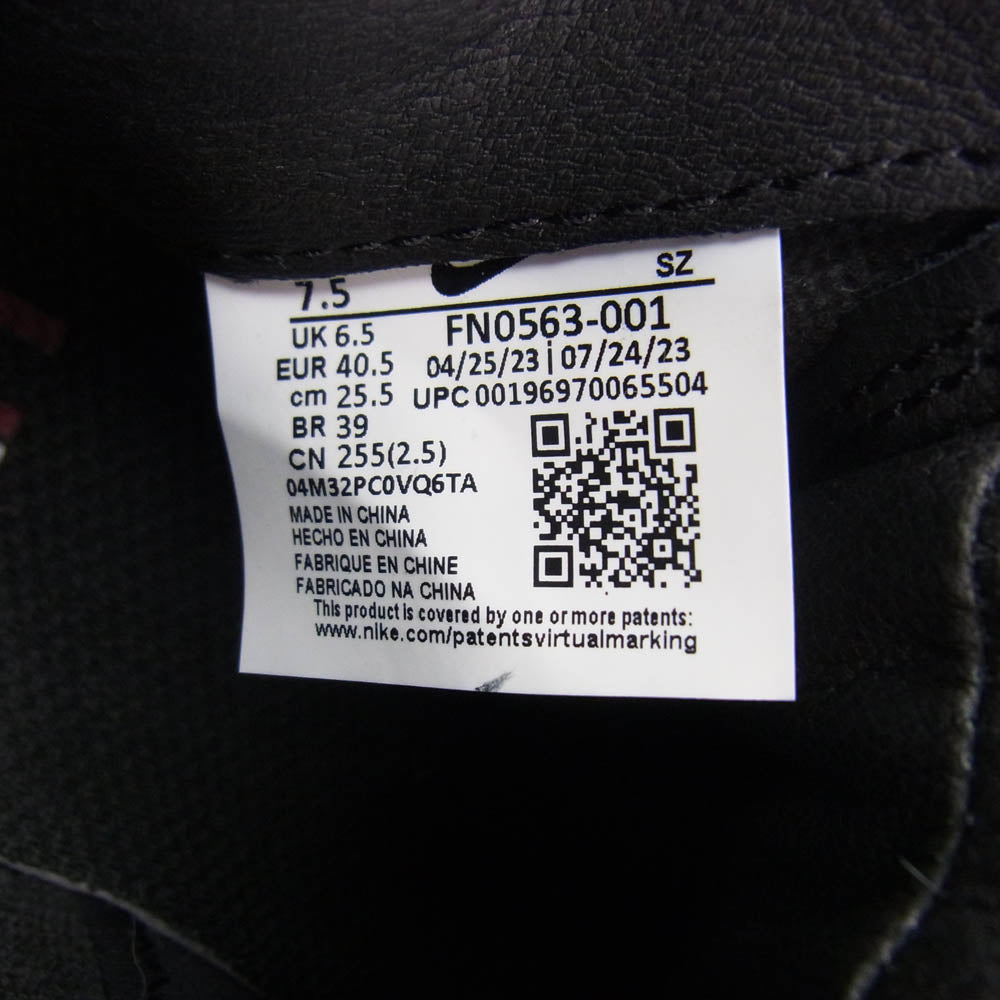 7.5 SZ
UK 6.5 FN0563-001
EUR 40.5 04/25/23 | 07/24/23
cm 25.5 UPC 00196970065504
BR 39
CN 255(2.5)
04M32PC0VQ6TA
MADE IN CHINA
HECHO EN CHINA
FABRIQUE EN CHINE
FABRICADO NA CHINA
This product is covered by one or more patents:
www.nike.com/patentsvirtualmarking